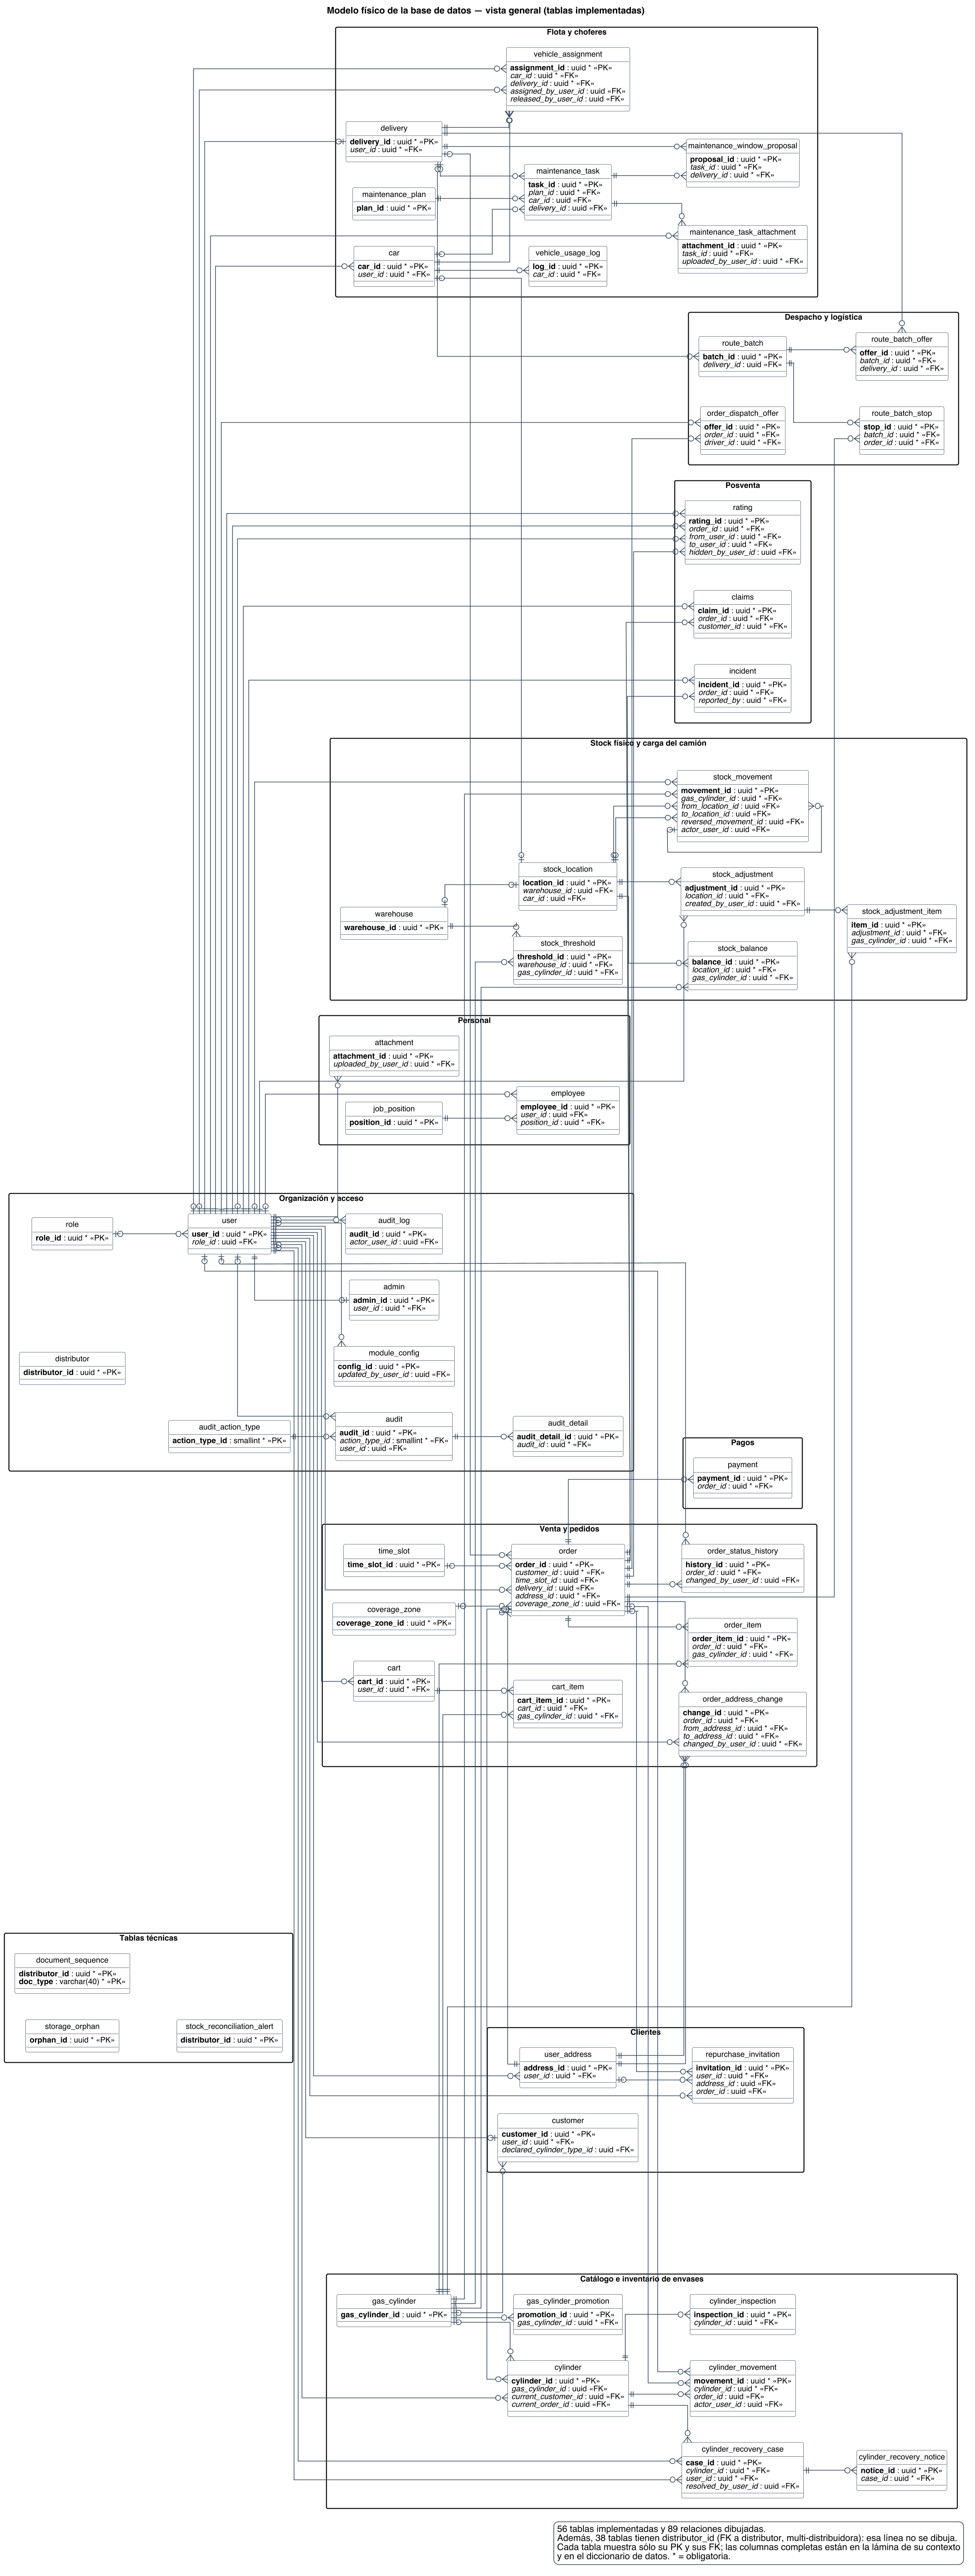 Modelo físico de la base de datos — vista general (tablas implementadas)
Flota y choferes
vehicle_assignment
assignment_id : uuid * «PK»
car_id : uuid * «FK»
delivery_id : uuid * «FK»
assigned_by_user_id : uuid «FK»
released_by_user_id : uuid «FK»
delivery
delivery_id : uuid * «PK»
user_id : uuid * «FK»
maintenance_window_proposal
proposal_id : uuid * «PK»
task_id : uuid * «FK»
delivery_id : uuid * «FK»
maintenance_task
task_id : uuid * «PK»
plan_id : uuid * «FK»
car_id : uuid * «FK»
delivery_id : uuid «FK»
maintenance_plan
plan_id : uuid * «PK»
maintenance_task_attachment
attachment_id : uuid * «PK»
task_id : uuid * «FK»
uploaded_by_user_id : uuid * «FK»
car
car_id : uuid * «PK»
user_id : uuid * «FK»
vehicle_usage_log
log_id : uuid * «PK»
car_id : uuid * «FK»
Despacho y logística
route_batch
batch_id : uuid * «PK»
delivery_id : uuid «FK»
route_batch_offer
offer_id : uuid * «PK»
batch_id : uuid * «FK»
delivery_id : uuid * «FK»
order_dispatch_offer
offer_id : uuid * «PK»
order_id : uuid * «FK»
driver_id : uuid * «FK»
route_batch_stop
stop_id : uuid * «PK»
batch_id : uuid * «FK»
order_id : uuid * «FK»
Posventa
rating
rating_id : uuid * «PK»
order_id : uuid * «FK»
from_user_id : uuid * «FK»
to_user_id : uuid * «FK»
hidden_by_user_id : uuid «FK»
claims
claim_id : uuid * «PK»
order_id : uuid * «FK»
customer_id : uuid * «FK»
incident
incident_id : uuid * «PK»
order_id : uuid * «FK»
reported_by : uuid * «FK»
Stock físico y carga del camión
stock_movement
movement_id : uuid * «PK»
gas_cylinder_id : uuid * «FK»
from_location_id : uuid «FK»
to_location_id : uuid «FK»
reversed_movement_id : uuid «FK»
actor_user_id : uuid «FK»
stock_location
location_id : uuid * «PK»
warehouse_id : uuid «FK»
car_id : uuid «FK»
stock_adjustment
adjustment_id : uuid * «PK»
location_id : uuid * «FK»
created_by_user_id : uuid «FK»
stock_adjustment_item
item_id : uuid * «PK»
adjustment_id : uuid * «FK»
gas_cylinder_id : uuid * «FK»
warehouse
warehouse_id : uuid * «PK»
stock_threshold
threshold_id : uuid * «PK»
warehouse_id : uuid * «FK»
gas_cylinder_id : uuid * «FK»
stock_balance
balance_id : uuid * «PK»
location_id : uuid * «FK»
gas_cylinder_id : uuid * «FK»
Personal
attachment
attachment_id : uuid * «PK»
uploaded_by_user_id : uuid * «FK»
job_position
position_id : uuid * «PK»
employee
employee_id : uuid * «PK»
user_id : uuid «FK»
position_id : uuid * «FK»
Organización y acceso
role
role_id : uuid * «PK»
user
user_id : uuid * «PK»
role_id : uuid «FK»
audit_log
audit_id : uuid * «PK»
actor_user_id : uuid «FK»
admin
admin_id : uuid * «PK»
user_id : uuid * «FK»
distributor
distributor_id : uuid * «PK»
module_config
config_id : uuid * «PK»
updated_by_user_id : uuid «FK»
audit_action_type
action_type_id : smallint * «PK»
audit
audit_id : uuid * «PK»
action_type_id : smallint * «FK»
user_id : uuid «FK»
audit_detail
audit_detail_id : uuid * «PK»
audit_id : uuid * «FK»
Pagos
payment
payment_id : uuid * «PK»
order_id : uuid * «FK»
Venta y pedidos
time_slot
time_slot_id : uuid * «PK»
order
order_id : uuid * «PK»
customer_id : uuid * «FK»
time_slot_id : uuid «FK»
delivery_id : uuid «FK»
address_id : uuid * «FK»
coverage_zone_id : uuid «FK»
order_status_history
history_id : uuid * «PK»
order_id : uuid * «FK»
changed_by_user_id : uuid «FK»
coverage_zone
coverage_zone_id : uuid * «PK»
order_item
order_item_id : uuid * «PK»
order_id : uuid * «FK»
gas_cylinder_id : uuid * «FK»
cart
cart_id : uuid * «PK»
user_id : uuid * «FK»
cart_item
cart_item_id : uuid * «PK»
cart_id : uuid * «FK»
gas_cylinder_id : uuid * «FK»
order_address_change
change_id : uuid * «PK»
order_id : uuid * «FK»
from_address_id : uuid * «FK»
to_address_id : uuid * «FK»
changed_by_user_id : uuid * «FK»
Tablas técnicas
document_sequence
distributor_id : uuid * «PK»
doc_type : varchar(40) * «PK»
storage_orphan
orphan_id : uuid * «PK»
stock_reconciliation_alert
distributor_id : uuid * «PK»
Clientes
user_address
address_id : uuid * «PK»
user_id : uuid * «FK»
repurchase_invitation
invitation_id : uuid * «PK»
user_id : uuid * «FK»
address_id : uuid «FK»
order_id : uuid «FK»
customer
customer_id : uuid * «PK»
user_id : uuid * «FK»
declared_cylinder_type_id : uuid «FK»
Catálogo e inventario de envases
gas_cylinder
gas_cylinder_id : uuid * «PK»
gas_cylinder_promotion
promotion_id : uuid * «PK»
gas_cylinder_id : uuid «FK»
cylinder_inspection
inspection_id : uuid * «PK»
cylinder_id : uuid * «FK»
cylinder
cylinder_id : uuid * «PK»
gas_cylinder_id : uuid «FK»
current_customer_id : uuid «FK»
current_order_id : uuid «FK»
cylinder_movement
movement_id : uuid * «PK»
cylinder_id : uuid * «FK»
order_id : uuid «FK»
actor_user_id : uuid «FK»
cylinder_recovery_case
case_id : uuid * «PK»
cylinder_id : uuid * «FK»
user_id : uuid * «FK»
resolved_by_user_id : uuid «FK»
cylinder_recovery_notice
notice_id : uuid * «PK»
case_id : uuid * «FK»
56 tablas implementadas y 89 relaciones dibujadas.
Además, 38 tablas tienen distributor_id (FK a distributor, multi-distribuidora): esa línea no se dibuja.
Cada tabla muestra sólo su PK y sus FK; las columnas completas están en la lámina de su contexto
y en el diccionario de datos. * = obligatoria.